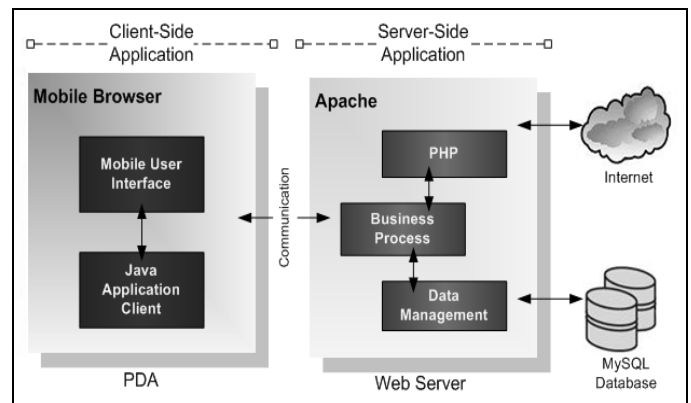 Client-Side
Application
Server-Side
Application
Mobile Browser
Mobile User
Interface
Java
Application
Client
PDA
Communication
Apache
PHP
Business
Process
Data
Management
Web Server
Internet
MySQL
Database